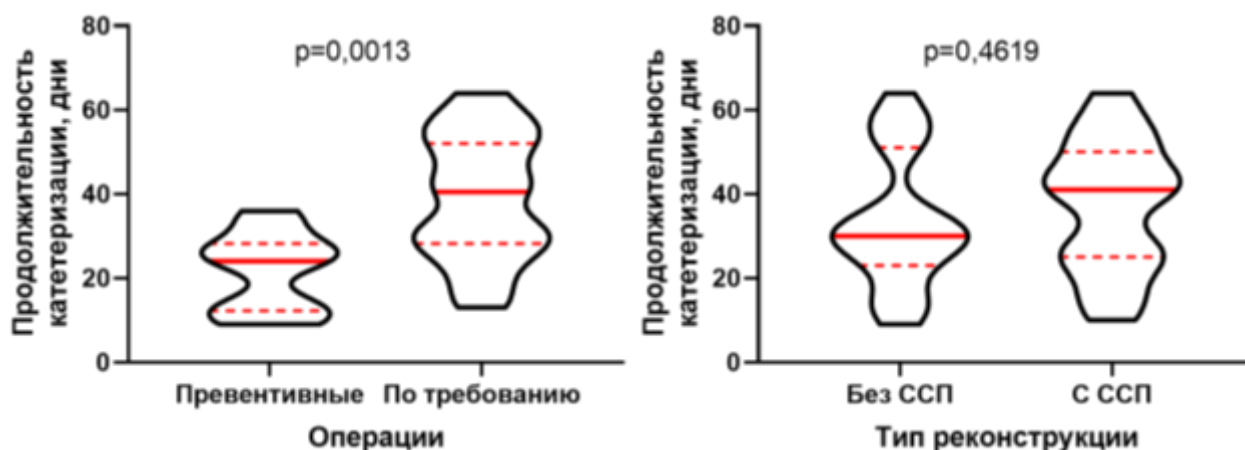 Продолжительность
катетеризации, дни
80
60
40
20
0
p=0,0013
Превентивные По требованию
Операции
Продолжительность
катетеризации, дни
80
60
40
20
0
p=0,4619
Без ССП С ССП
Тип реконструкции